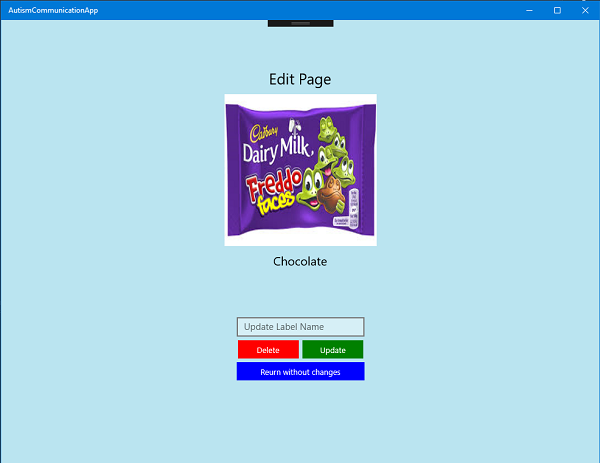 AutismCommunicationApp
Edit Page
Cadbury
Dairy Milk
Freddo
faces
Chocolate
Update Label Name
Delete Update
Reurn without changes